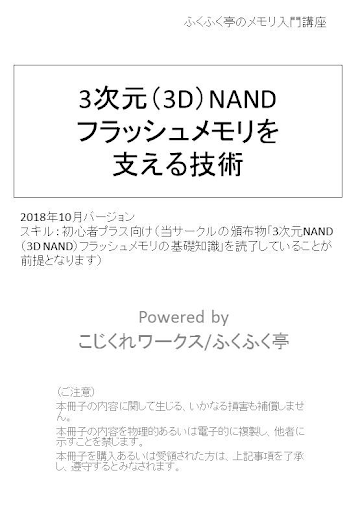 ふくふく亭のメモリ入門講座
3次元(3D)NAND
フラッシュメモリを
支える技術
2018年10月バージョン
スキル：初心者プラス向け(当サークルの頒布物「3次元NAND
(3D NAND)フラッシュメモリの基礎知識」を読了していることが
前提となります)
Powered by
こじくれワークス/ふくふく亭
(ご注意)
本冊子の内容に関して生じる、いかなる損害も補償しませ
ん。
本冊子の内容を物理的あるいは電子的に複製し、他者に
示すことを禁じます。
本冊子を購入あるいは受領された方は、上記事項を了承
し、遵守するとみなされます。